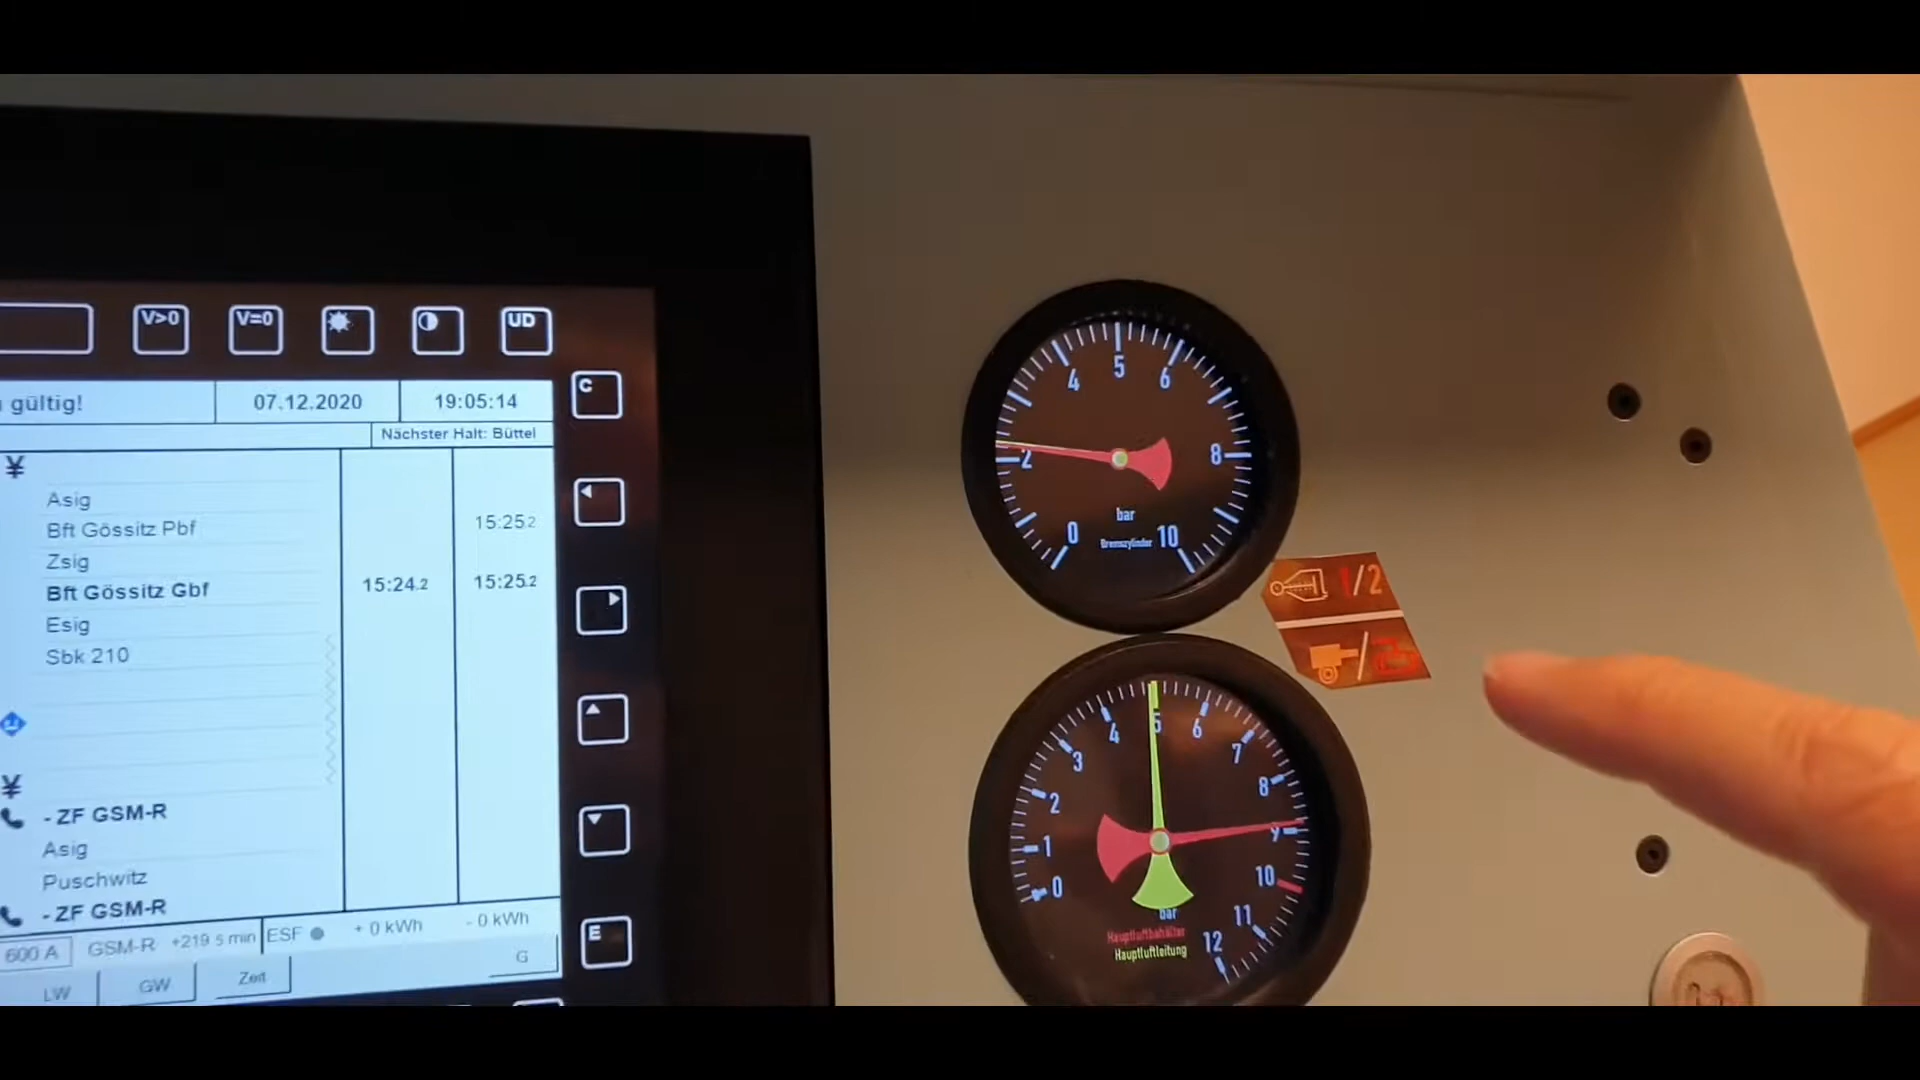 V>0
V=0
UD
gültig!
07.12.2020
19:05:14
C
Nächster Halt: Büttel
Asig
Bft Gössitz Pbf
15:25.2
Zsig
Bft Gössitz Gbf
15:24.2
15:25.2
Esig
Sbk 210
- ZF GSM-R
Asig
Puschwitz
- ZF GSM-R
600 A
GSM-R
+219.5 min
ESF
+ 0 kWh
- 0 kWh
E
LW
GW
Zeit
G
0
2
4
5
6
8
10
bar
Bremszylinder
1/2
0
1
2
3
4
5
6
7
8
9
10
11
12
bar
Hauptluftbehälter
Hauptluftleitung